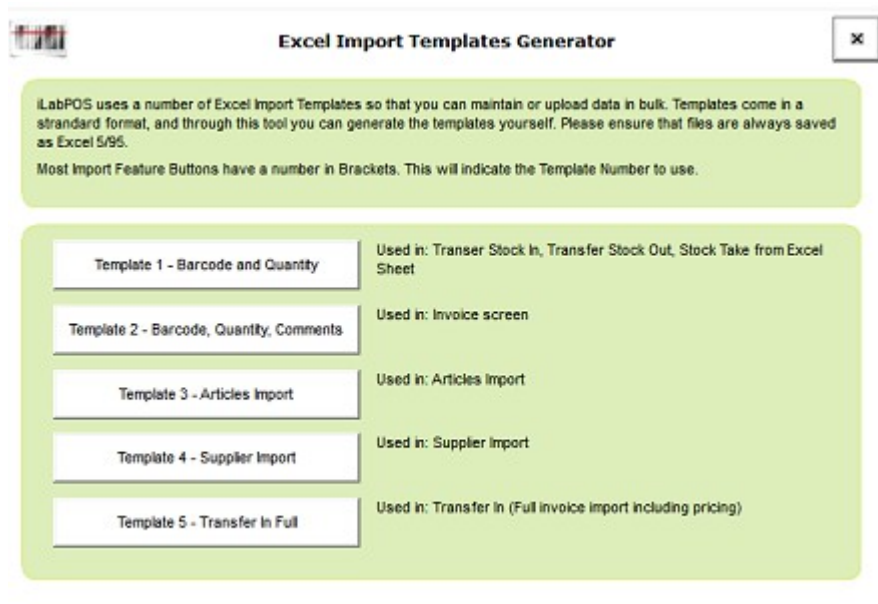 Excel Import Templates Generator
×
iLabPOS uses a number of Excel Import Templates so that you can maintain or upload data in bulk. Templates come in a
strandard format, and through this tool you can generate the templates yourself. Please ensure that files are always saved
as Excel 5/95.
Most Import Feature Buttons have a number in Brackets. This will indicate the Template Number to use.
Template 1 - Barcode and Quantity
Used in: Transer Stock In, Transfer Stock Out, Stock Take from Excel
Sheet
Template 2 - Barcode, Quantity, Comments
Used in: Invoice screen
Template 3 - Articles Import
Used in: Articles Import
Template 4 - Supplier Import
Used in: Supplier Import
Template 5 - Transfer In Full
Used in: Transfer In (Full invoice import including pricing)